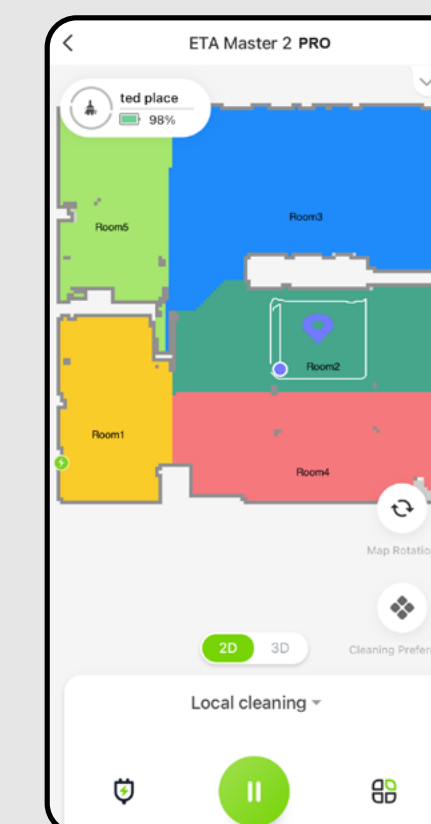 ETA Master 2 PRO
ted place
98%
Room5
Room3
Room2
Room1
Room4
Map Rotatio
Cleaning Prefer
2D 3D
Local cleaning